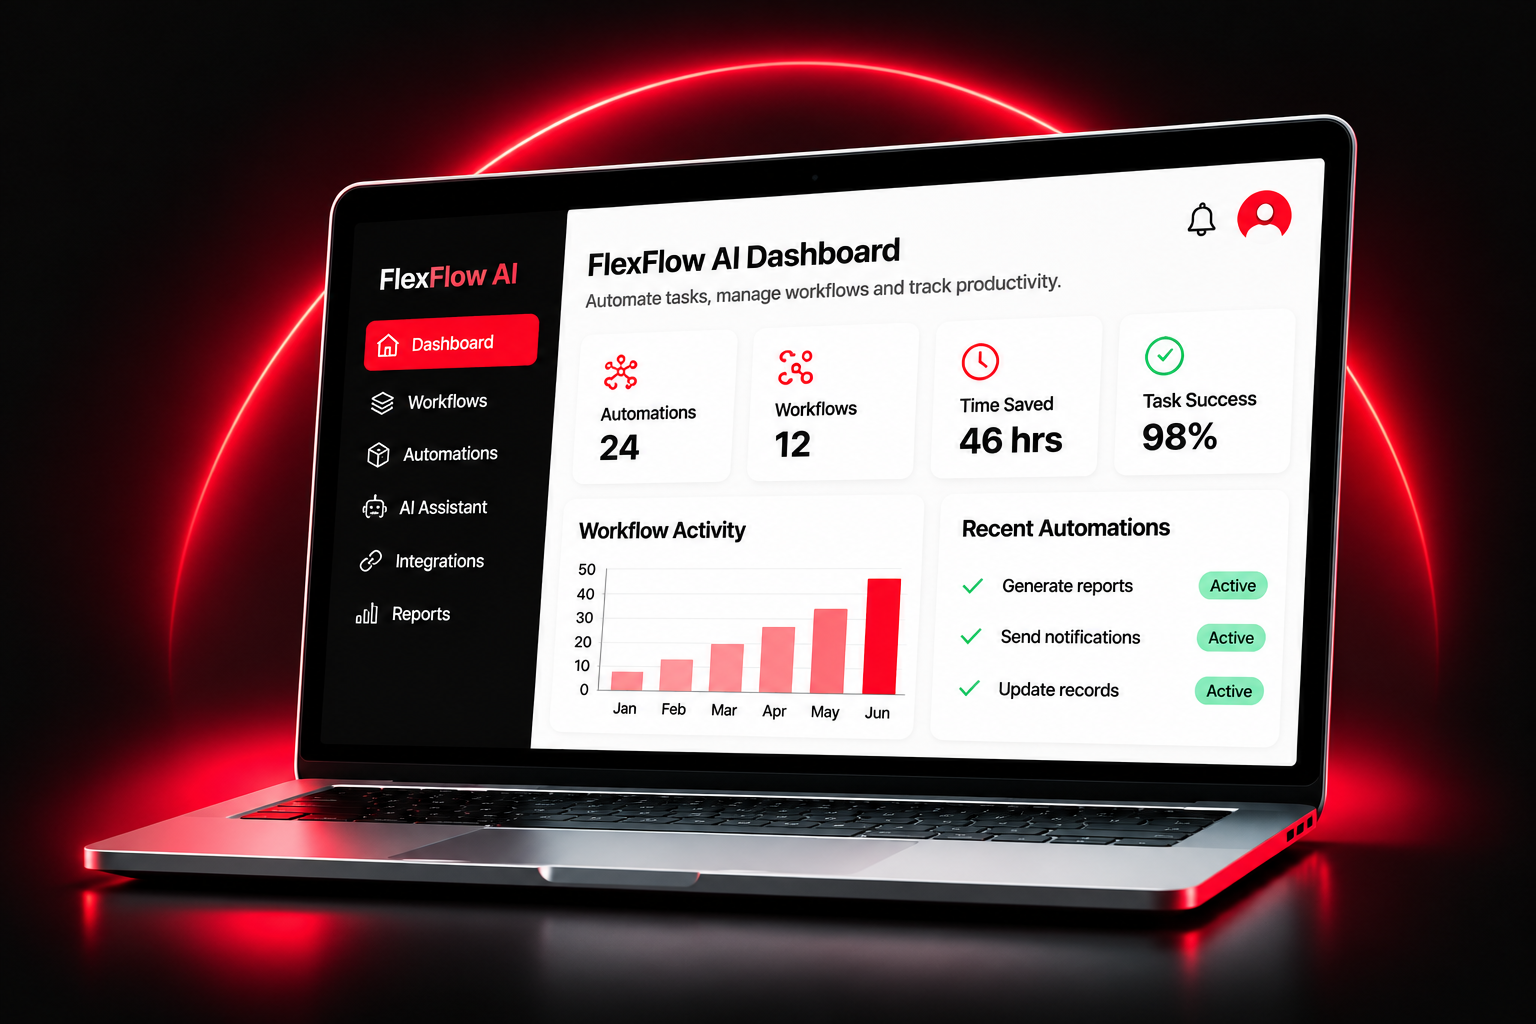 FlexFlow AI
Dashboard
Workflows
Automations
AI Assistant
Integrations
Reports
FlexFlow AI Dashboard
Automate tasks, manage workflows and track productivity.
Automations
24
Workflows
12
Time Saved
46 hrs
Task Success
98%
Workflow Activity
50
40
30
20
10
0
Jan Feb Mar Apr May Jun
Recent Automations
Generate reports Active
Send notifications Active
Update records Active